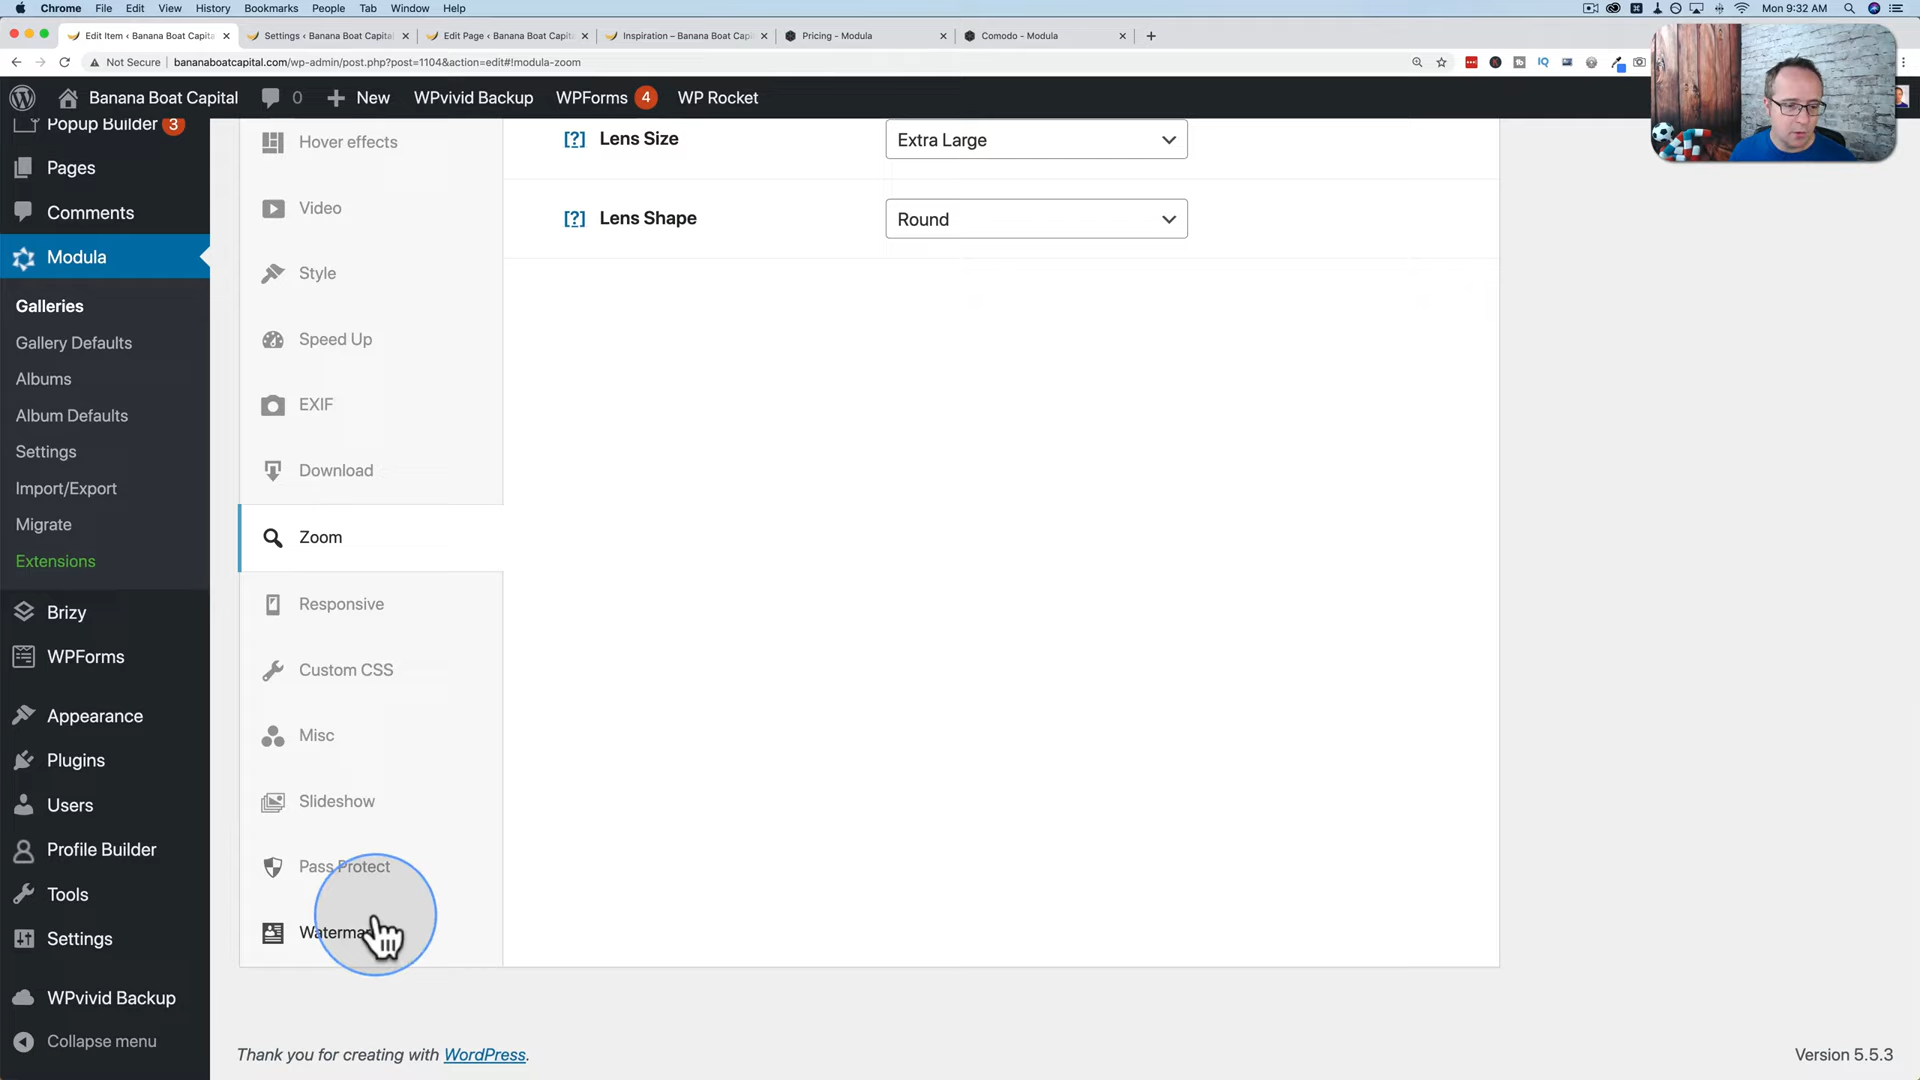 Chrome File Edit View History Bookmarks People Tab Window Help Mon 9:32 AM
Edit Item ‹ Banana Boat Capita Settings ‹ Banana Boat Capital Edit Page ‹ Banana Boat Capita Inspiration – Banana Boat Capi Pricing - Modula Comodo - Modula
Not Secure bananaboatcapital.com/wp-admin/post.php?post=1104&action=edit#!modula-zoom
Banana Boat Capital 0 New WPvivid Backup WPForms 4 WP Rocket
Popup Builder 3
Pages
Comments
Modula
Galleries
Gallery Defaults
Albums
Album Defaults
Settings
Import/Export
Migrate
Extensions
Brizy
WPForms
Appearance
Plugins
Users
Profile Builder
Tools
Settings
WPvivid Backup
Collapse menu
Hover effects
Video
Style
Speed Up
EXIF
Download
Zoom
Responsive
Custom CSS
Misc
Slideshow
Pass Protect
Waterma
[?] Lens Size Extra Large
[?] Lens Shape Round
Thank you for creating with WordPress.
Version 5.5.3